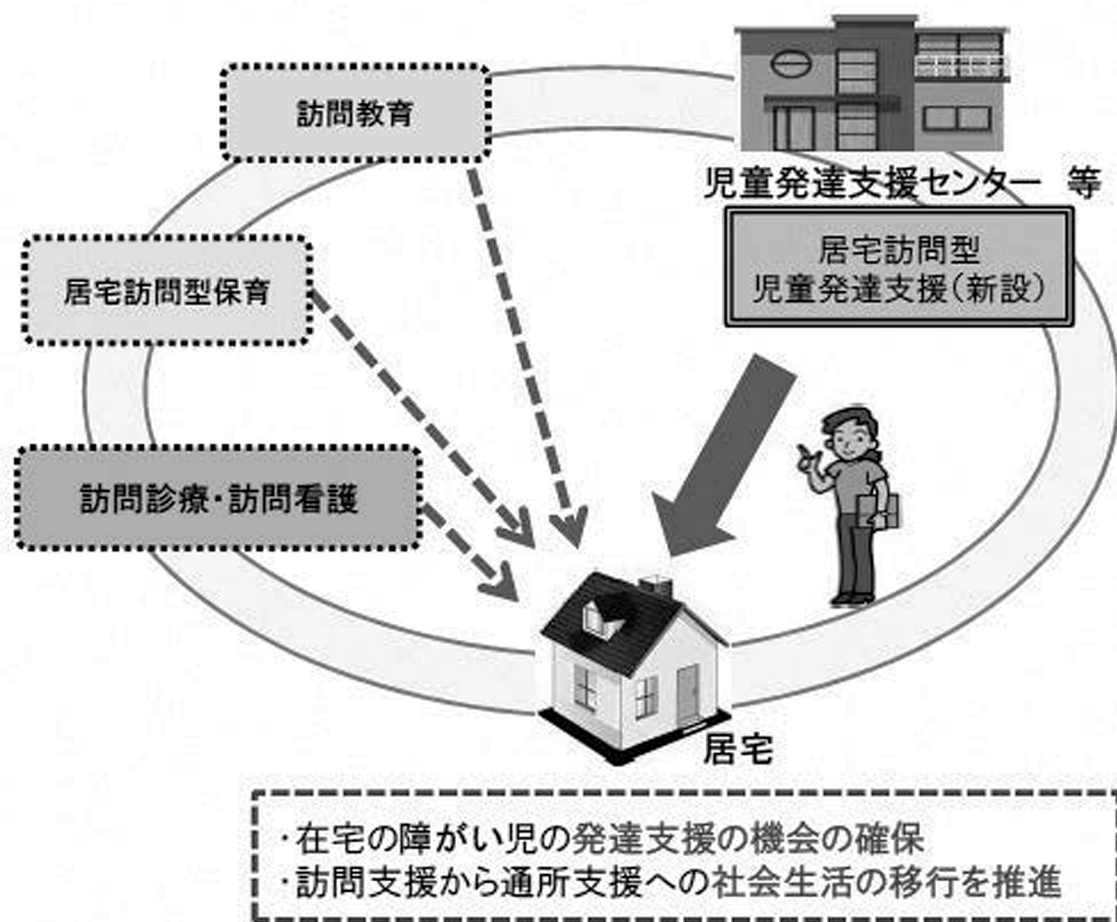 訪問教育
児童発達支援センター 等
居宅訪問型
児童発達支援(新設)
居宅訪問型保育
訪問診療・訪問看護
居宅
・在宅の障がい児の発達支援の機会の確保
・訪問支援から通所支援への社会生活の移行を推進